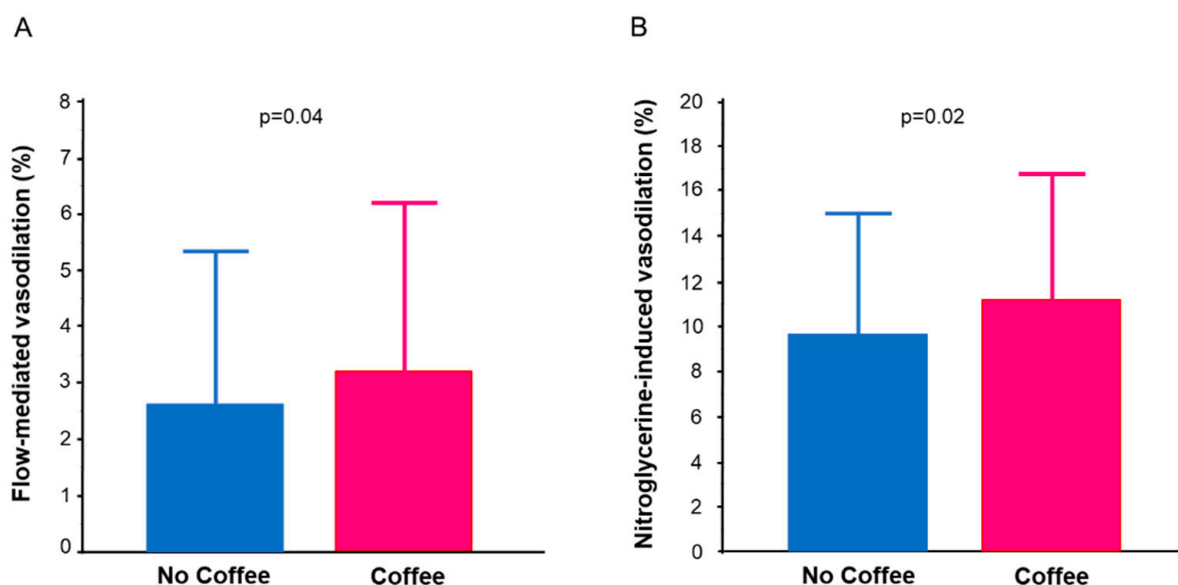 A
Flow-mediated vasodilation (%)
8
7
6
5
4
3
2
1
0
p=0.04
No Coffee
Coffee
B
Nitroglycerine-induced vasodilation (%)
20
18
16
14
12
10
8
6
4
2
0
p=0.02
No Coffee
Coffee